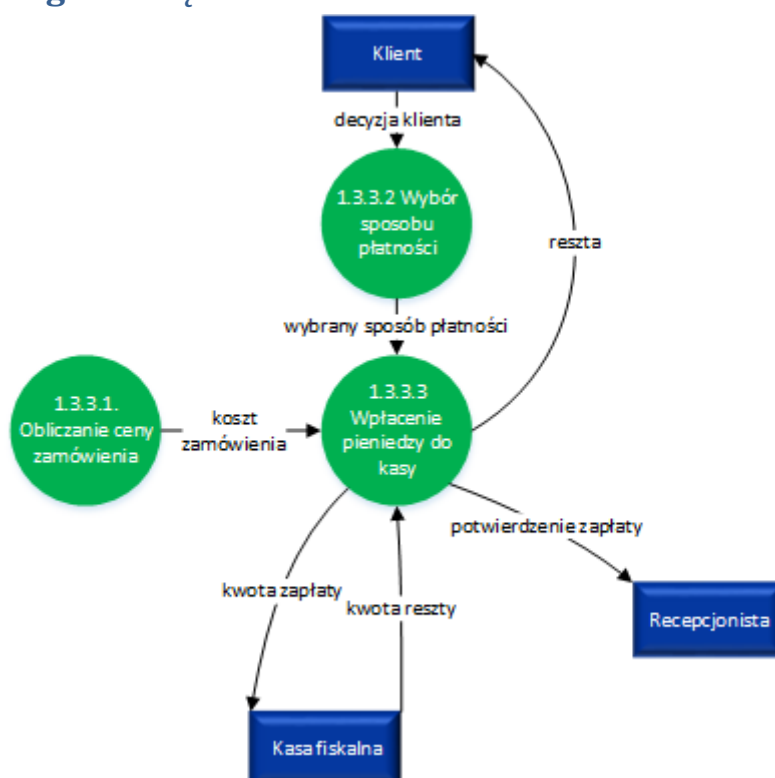 Klient
decyzja klienta
1.3.3.2 Wybór
sposobu
płatności
reszta
wybrany sposób płatności
1.3.3.1.
Obliczanie ceny
zamówienia
koszt
zamówienia
1.3.3.3
Wpłacenie
pieniedzy do
kasy
potwierdzenie zapłaty
kwota zapłaty
kwota reszty
Recepcjonista
Kasa fiskalna